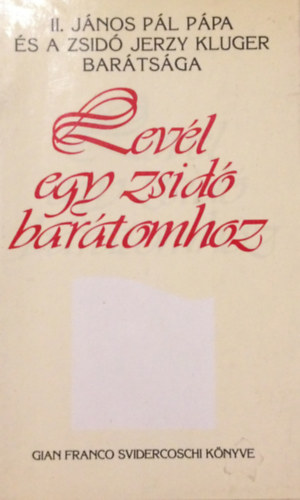 II. JÁNOS PÁL PÁPA
ÉS A ZSIDÓ JERZY KLUGER
BARÁTSÁGA
Levél
egy zsidó
barátomhoz
GIAN FRANCO SVIDERCOSCHI KÖNYVE